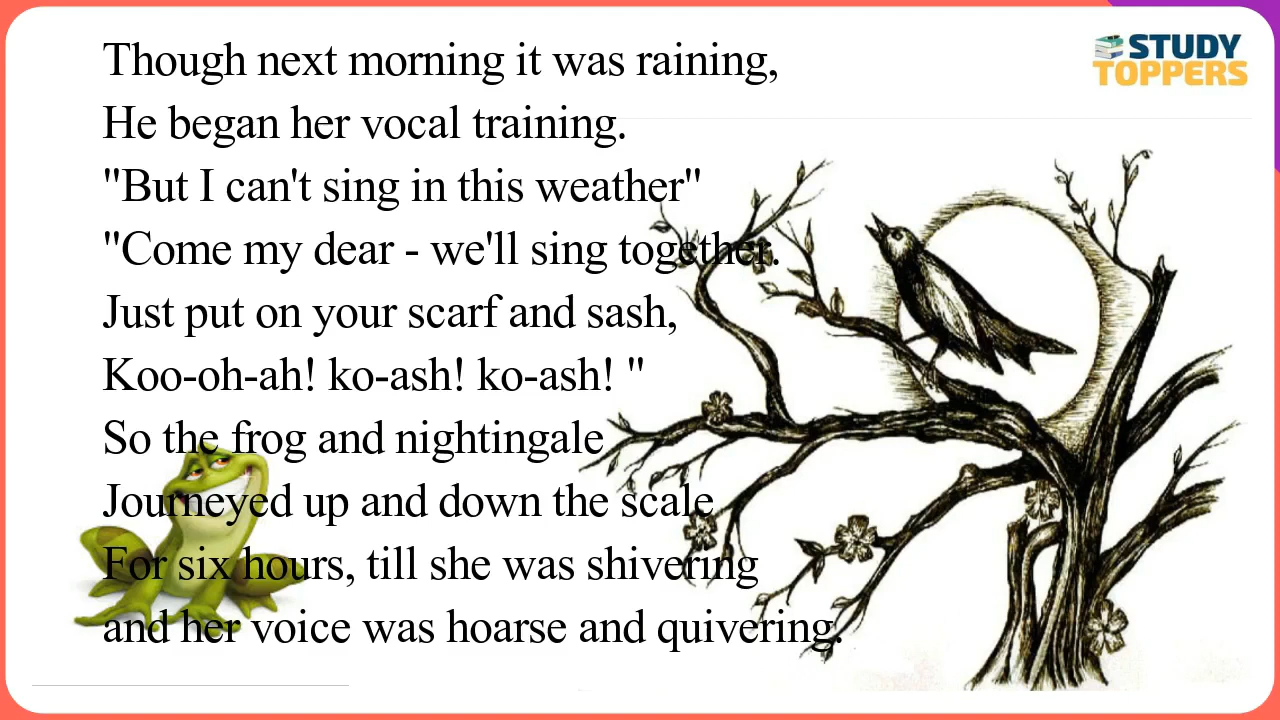 STUDY
TOPPERS
Though next morning it was raining,
He began her vocal training.
"But I can't sing in this weather"
"Come my dear - we'll sing together.
Just put on your scarf and sash,
Koo-oh-ah! ko-ash! ko-ash! "
So the frog and nightingale
Journeyed up and down the scale
For six hours, till she was shivering
and her voice was hoarse and quivering.